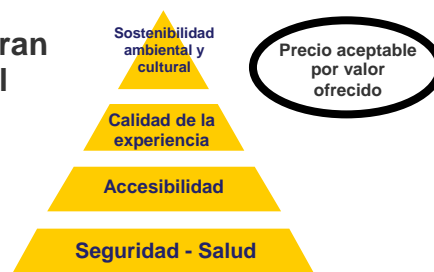 ran
l
Sostenibilidad
ambiental y
cultural
Precio aceptable
por valor
ofrecido
Calidad de la
experiencia
Accesibilidad
Seguridad - Salud